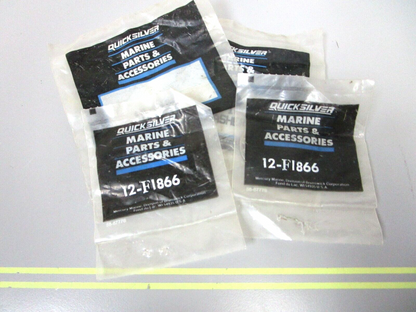 QUICKSILVER
MARINE
PARTS &
ACCESSORIES
QUICKSILVER
MARINE
PARTS &
ACCESSORIES
12-F1866
QUICKSILVER
MARINE
PARTS &
ACCESSORIES
12-F1866